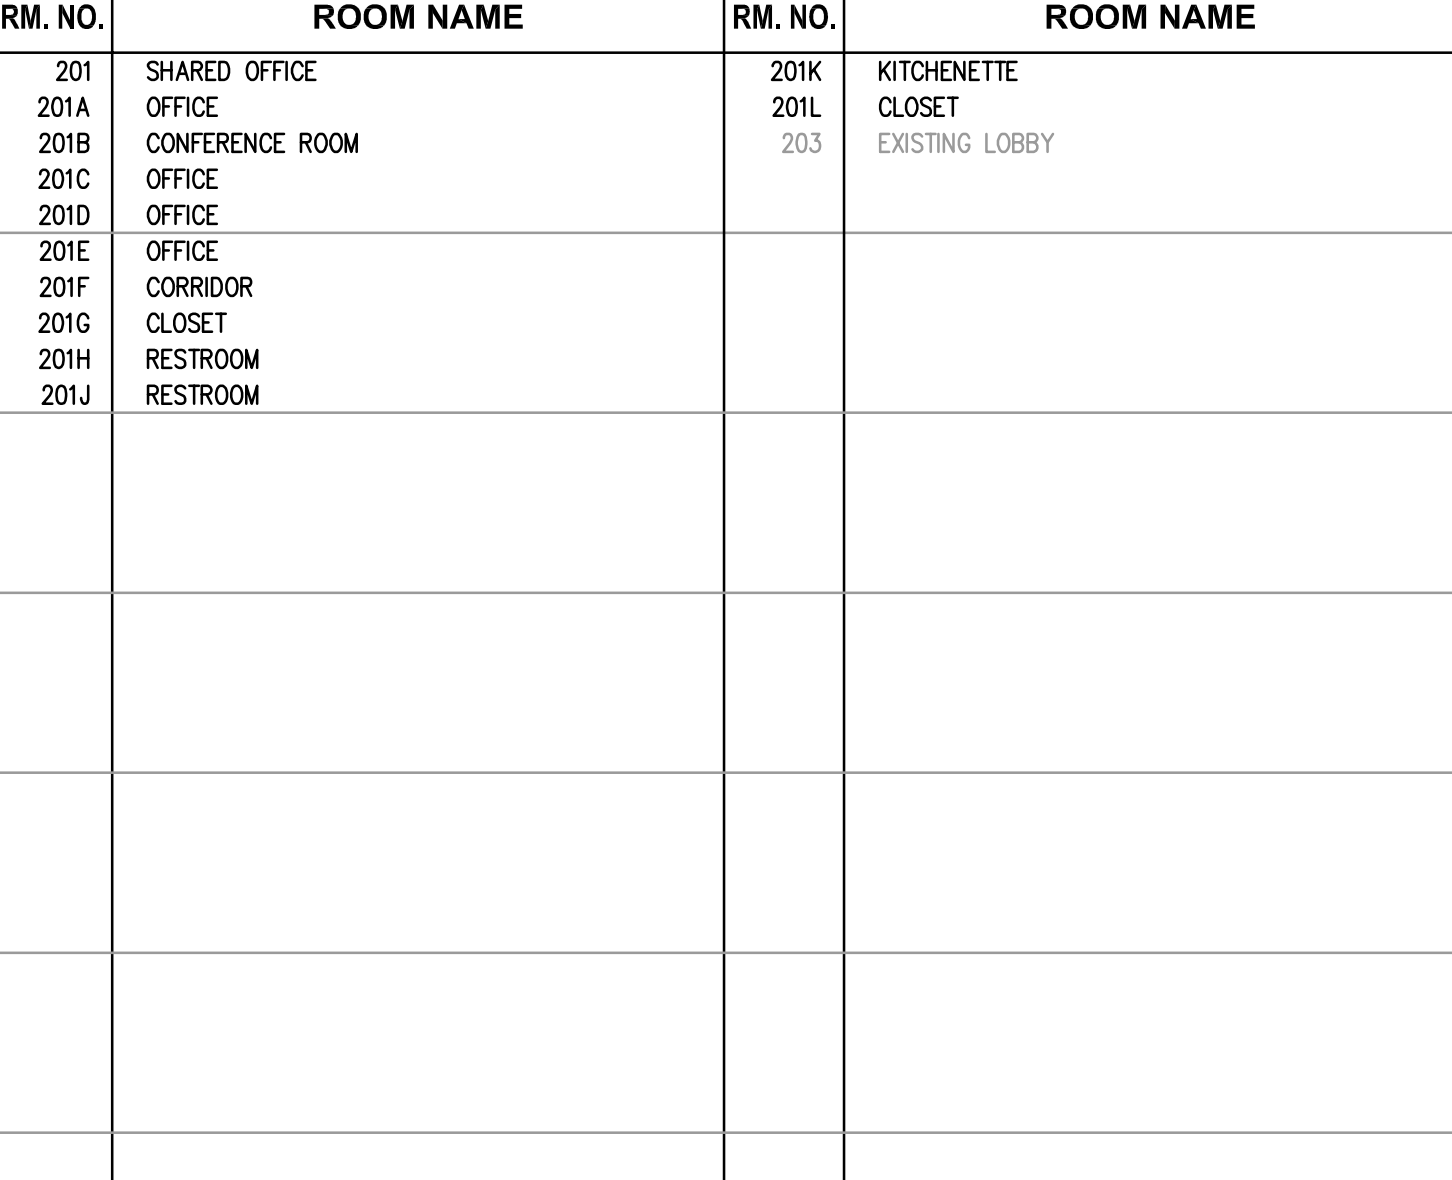 RM. NO. ROOM NAME RM. NO. ROOM NAME
201 SHARED OFFICE 201K KITCHENETTE
201A OFFICE 201L CLOSET
201B CONFERENCE ROOM 203 EXISTING LOBBY
201C OFFICE
201D OFFICE
201E OFFICE
201F CORRIDOR
201G CLOSET
201H RESTROOM
201J RESTROOM